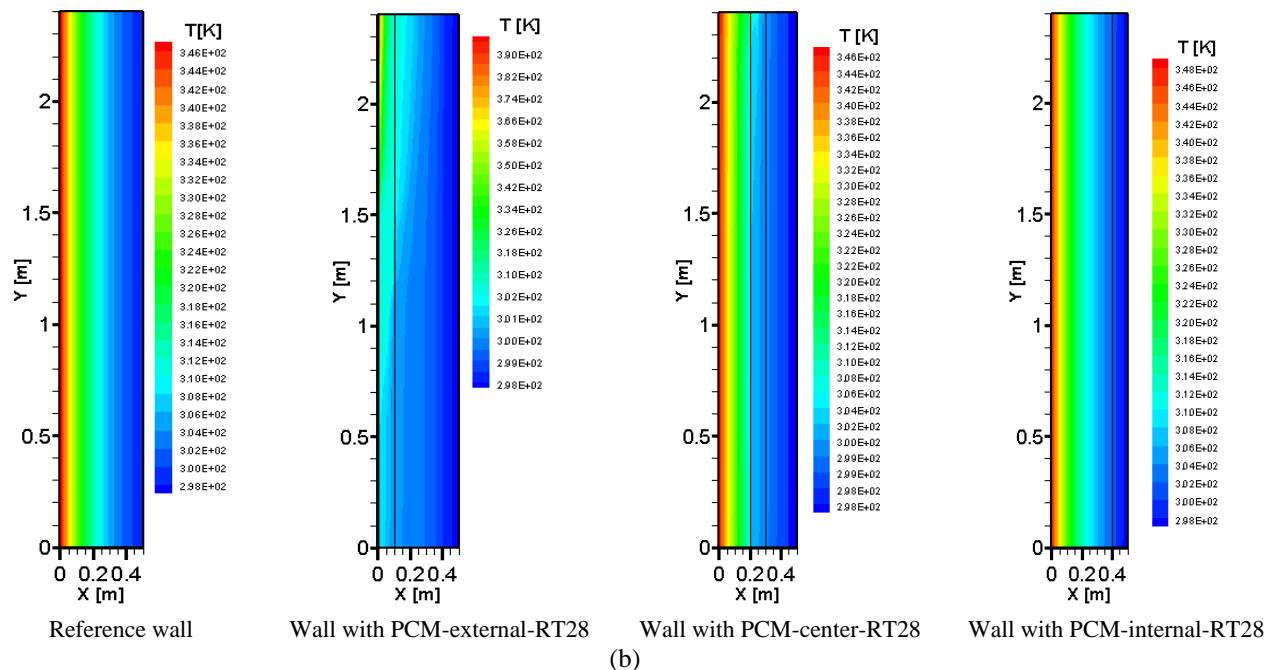 T[K]
3.46E+02
3.44E+02
3.42E+02
3.40E+02
3.38E+02
3.36E+02
3.34E+02
3.32E+02
3.30E+02
3.28E+02
3.26E+02
3.24E+02
3.22E+02
3.20E+02
3.18E+02
3.16E+02
3.14E+02
3.12E+02
3.10E+02
3.08E+02
3.06E+02
3.04E+02
3.02E+02
3.00E+02
2.98E+02
Y [m]
2
1.5
1
0.5
0
0 0.2 0.4
X [m]
Reference wall
T [K]
3.90E+02
3.82E+02
3.74E+02
3.66E+02
3.58E+02
3.50E+02
3.42E+02
3.34E+02
3.26E+02
3.18E+02
3.10E+02
3.02E+02
3.01E+02
3.00E+02
2.99E+02
2.98E+02
Y [m]
2
1.5
1
0.5
0
0 0.2 0.4
X [m]
Wall with PCM-external-RT28
T [K]
3.46E+02
3.44E+02
3.42E+02
3.40E+02
3.38E+02
3.36E+02
3.34E+02
3.32E+02
3.30E+02
3.28E+02
3.26E+02
3.24E+02
3.22E+02
3.20E+02
3.18E+02
3.16E+02
3.14E+02
3.12E+02
3.10E+02
3.08E+02
3.06E+02
3.04E+02
3.02E+02
3.00E+02
2.99E+02
2.99E+02
2.98E+02
2.98E+02
Y [m]
2
1.5
1
0.5
0
0 0.2 0.4
X [m]
Wall with PCM-center-RT28
T [K]
3.48E+02
3.46E+02
3.44E+02
3.42E+02
3.40E+02
3.38E+02
3.36E+02
3.34E+02
3.32E+02
3.30E+02
3.28E+02
3.26E+02
3.24E+02
3.22E+02
3.20E+02
3.18E+02
3.16E+02
3.14E+02
3.12E+02
3.10E+02
3.08E+02
3.06E+02
3.04E+02
3.02E+02
3.00E+02
2.98E+02
Y [m]
2
1.5
1
0.5
0
0 0.2 0.4
X [m]
Wall with PCM-internal-RT28
(b)